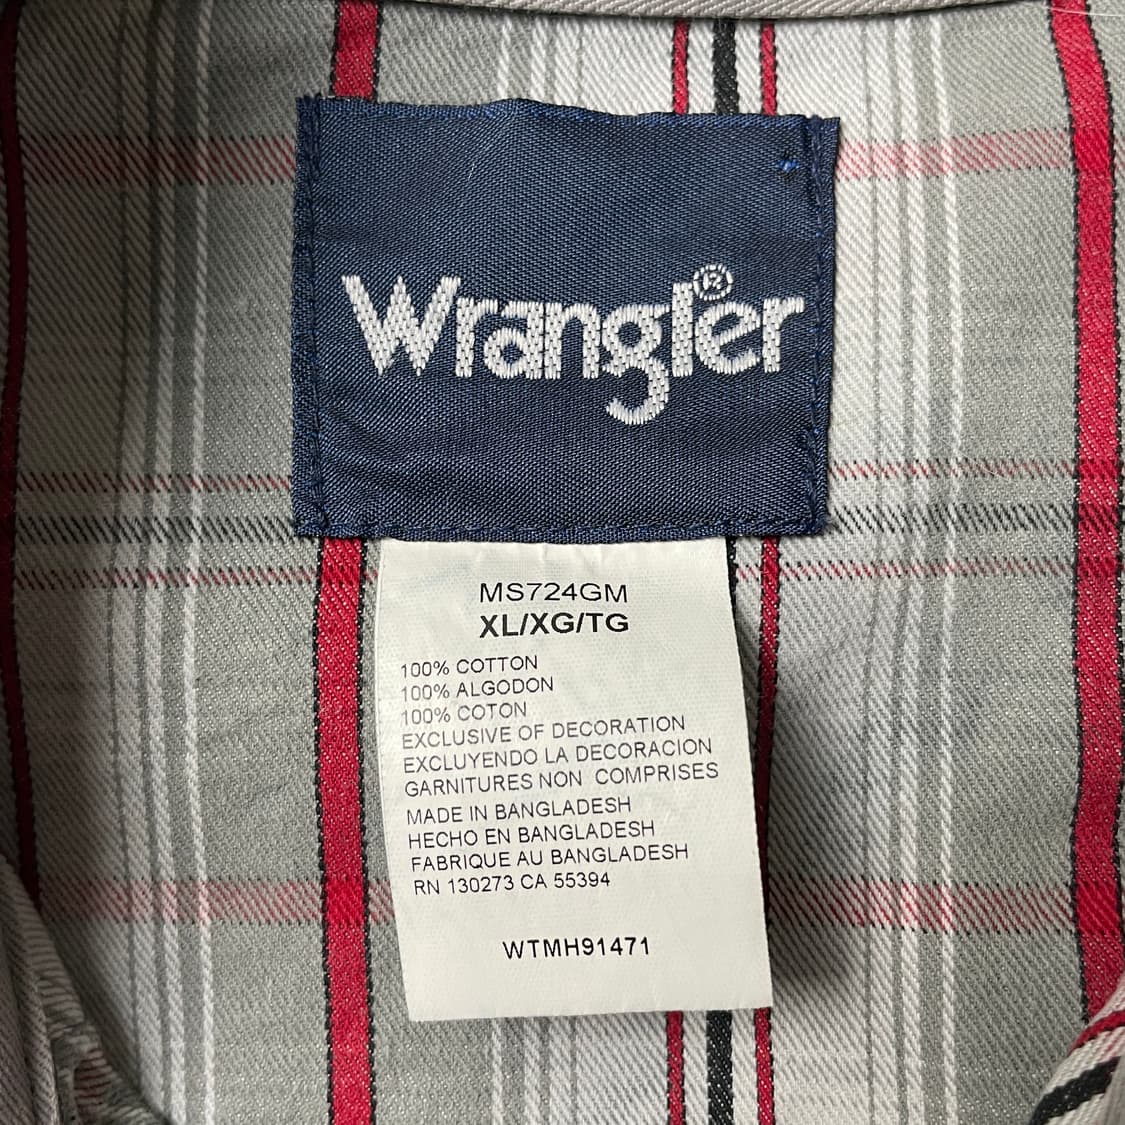 Wrangler®
MS724GM
XL/XG/TG
100% COTTON
100% ALGODON
100% COTON
EXCLUSIVE OF DECORATION
EXCLUYENDO LA DECORACION
GARNITURES NON COMPRISES
MADE IN BANGLADESH
HECHO EN BANGLADESH
FABRIQUE AU BANGLADESH
RN 130273 CA 55394
WTMH91471